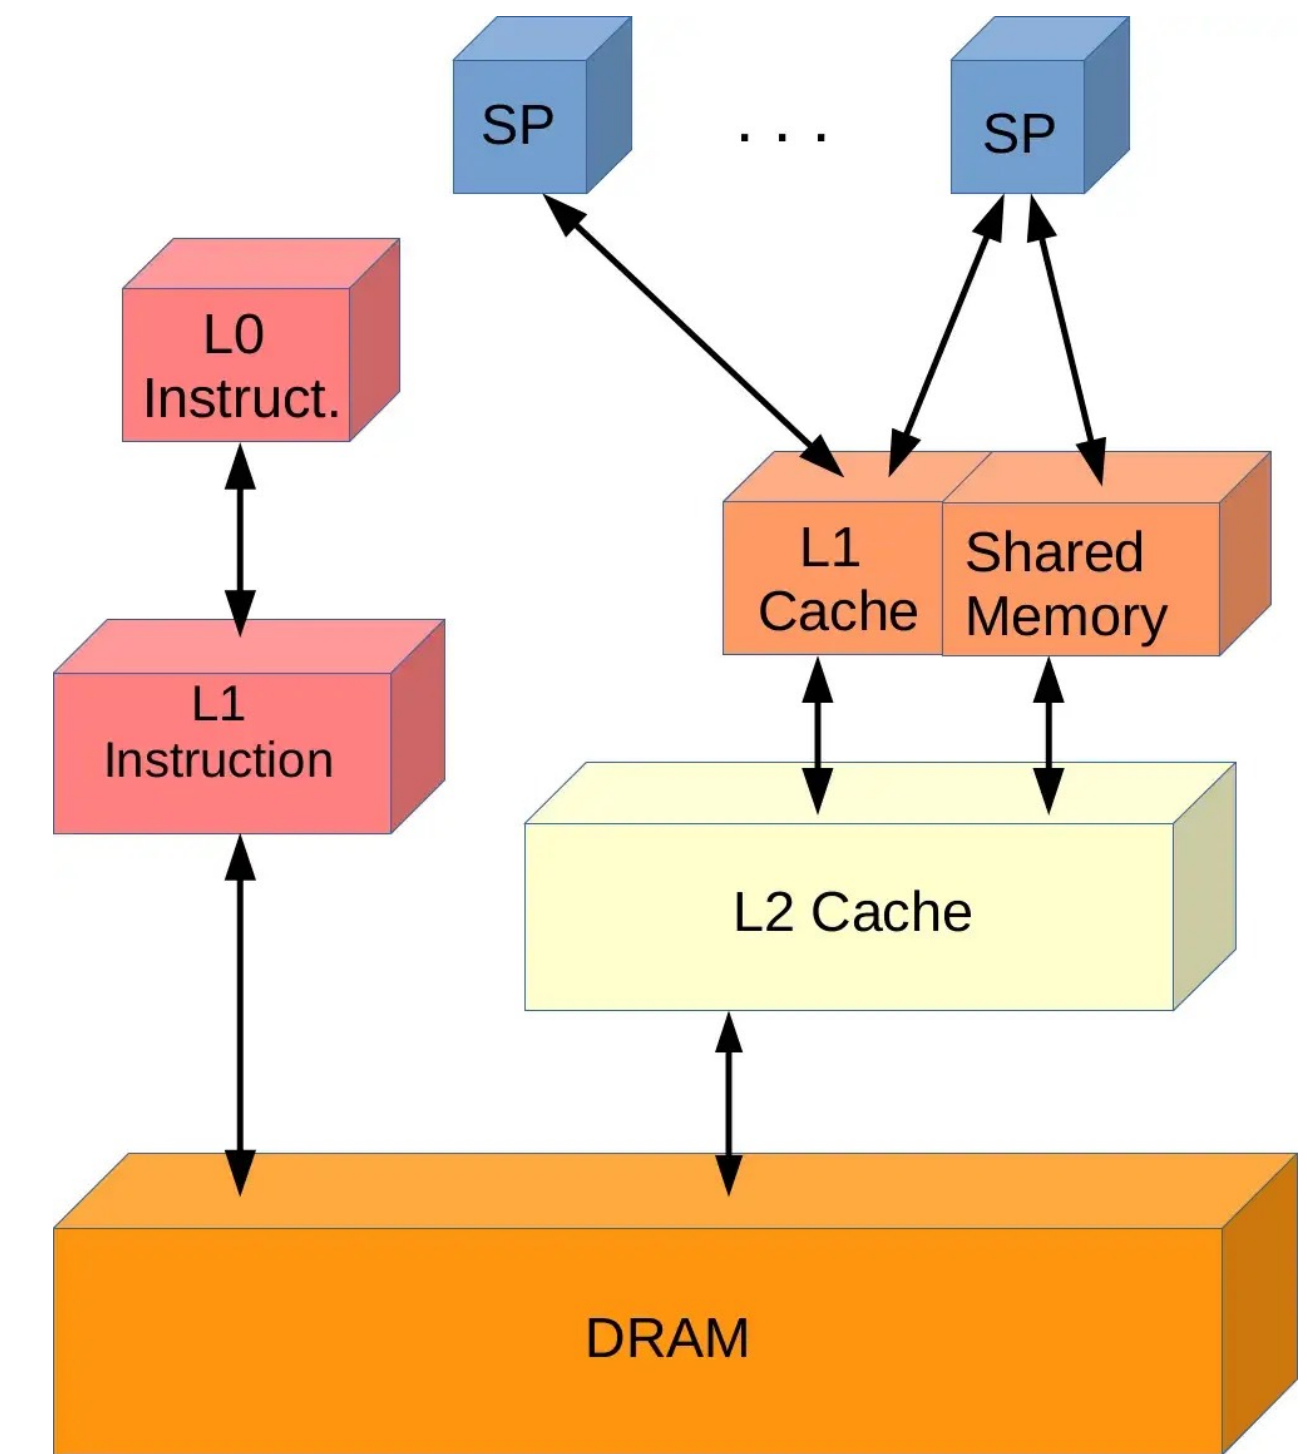 SP
. . .
SP
L0
Instruct.
L1
Cache
Shared
Memory
L1
Instruction
L2 Cache
DRAM